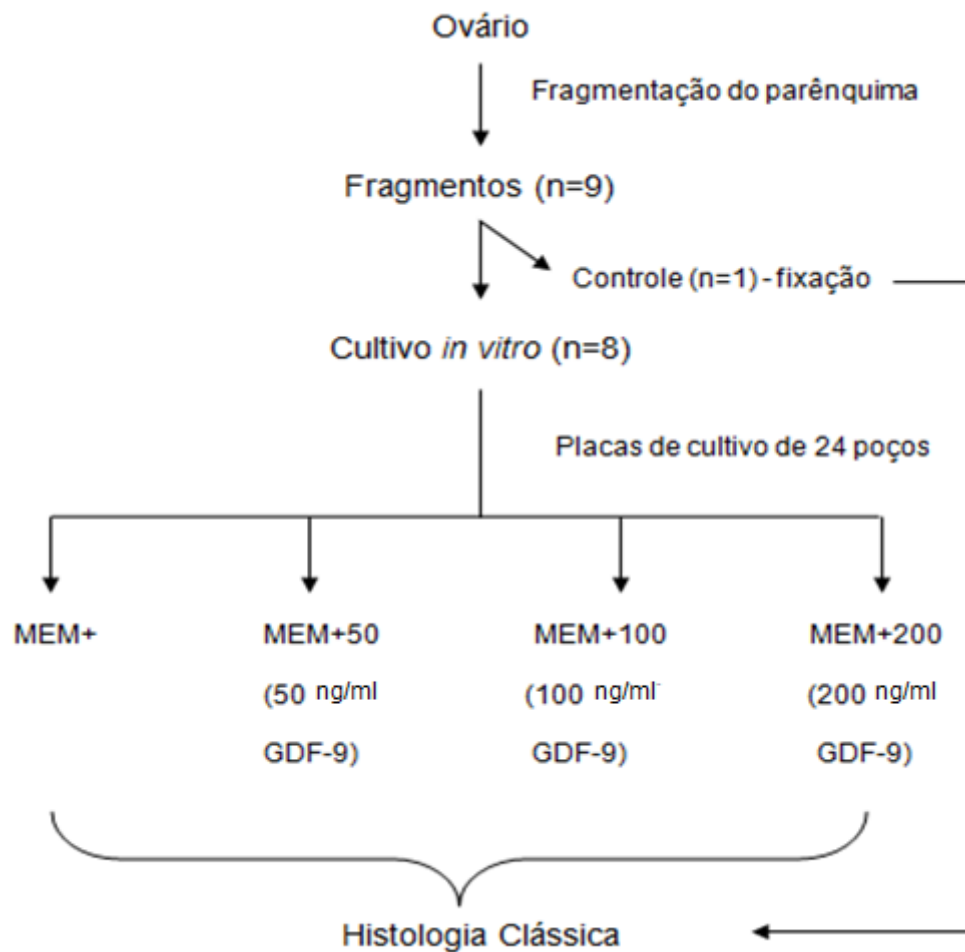 Ovário
Fragmentação do parênquima
Fragmentos (n=9)
Controle (n=1) - fixação
Cultivo in vitro (n=8)
Placas de cultivo de 24 poços
MEM+ MEM+50 MEM+100 MEM+200
(50 ng/ml (100 ng/ml (200 ng/ml
GDF-9) GDF-9) GDF-9)
Histologia Clássica